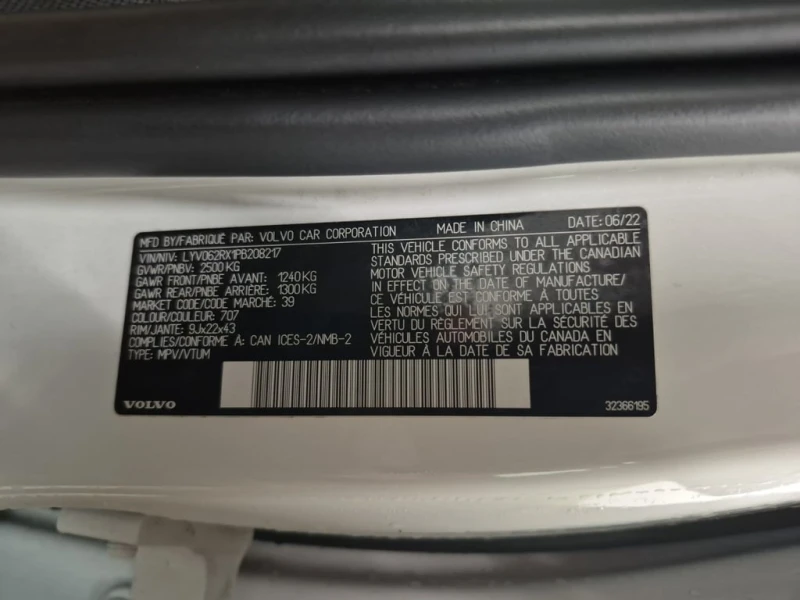 MFD BY/FABRIQUÉ PAR: VOLVO CAR CORPORATION MADE IN CHINA DATE: 06/22
VIN/NIV: LYV062RX1PB208217
GVWR/PNBV: 2500 KG
GAWR FRONT/PNBE AVANT: 1240 KG
GAWR REAR/PNBE ARRIÈRE: 1300 KG
MARKET CODE/CODE MARCHÉ: 39
COLOUR/COULEUR: 707
RIM/JANTE: 9Jx22x43
COMPLIES/CONFORME À: CAN ICES-2/NMB-2
TYPE: MPV/VTUM
THIS VEHICLE CONFORMS TO ALL APPLICABLE
STANDARDS PRESCRIBED UNDER THE CANADIAN
MOTOR VEHICLE SAFETY REGULATIONS
IN EFFECT ON THE DATE OF MANUFACTURE/
CE VÉHICULE EST CONFORME À TOUTES
LES NORMES QUI LUI SONT APPLICABLES EN
VERTU DU RÈGLEMENT SUR LA SÉCURITÉ DES
VÉHICULES AUTOMOBILES DU CANADA EN
VIGUEUR À LA DATE DE SA FABRICATION
VOLVO
32366195